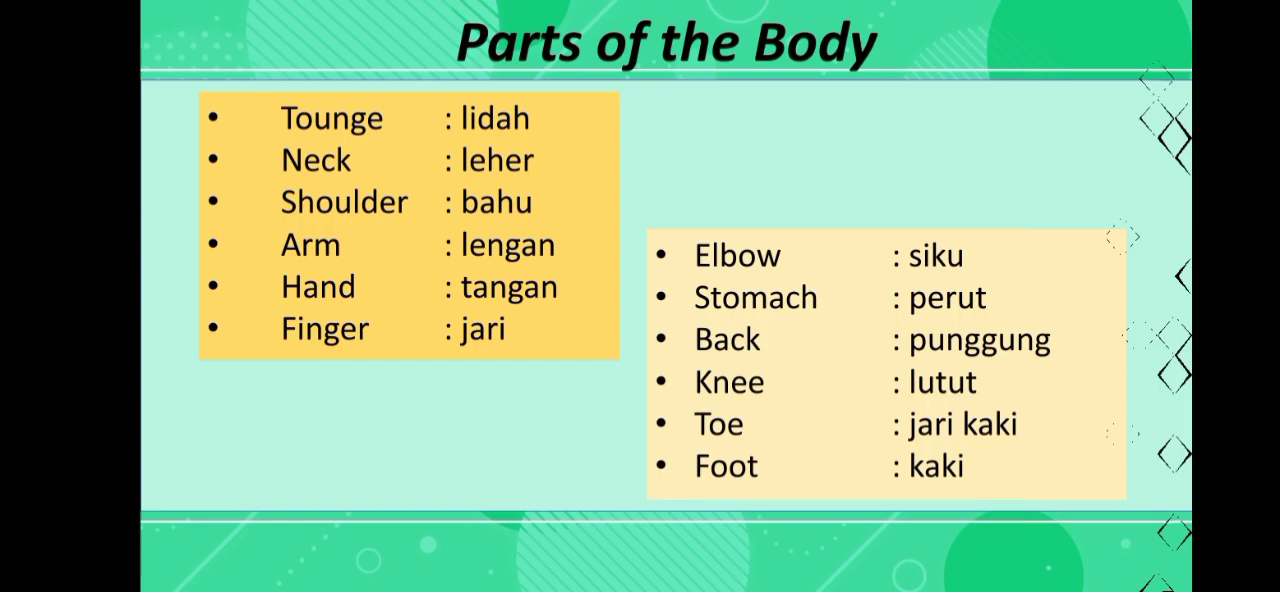 Parts of the Body
• Tounge : lidah
• Neck : leher
• Shoulder : bahu
• Arm : lengan
• Hand : tangan
• Finger : jari
• Elbow : siku
• Stomach : perut
• Back : punggung
• Knee : lutut
• Toe : jari kaki
• Foot : kaki